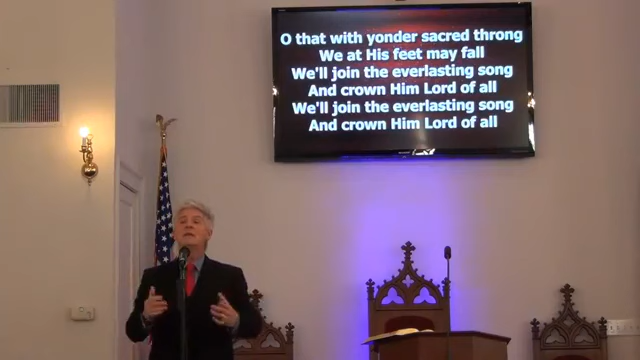 O that with yonder sacred throng
We at His feet may fall
We'll join the everlasting song
And crown Him Lord of all
We'll join the everlasting song
And crown Him Lord of all